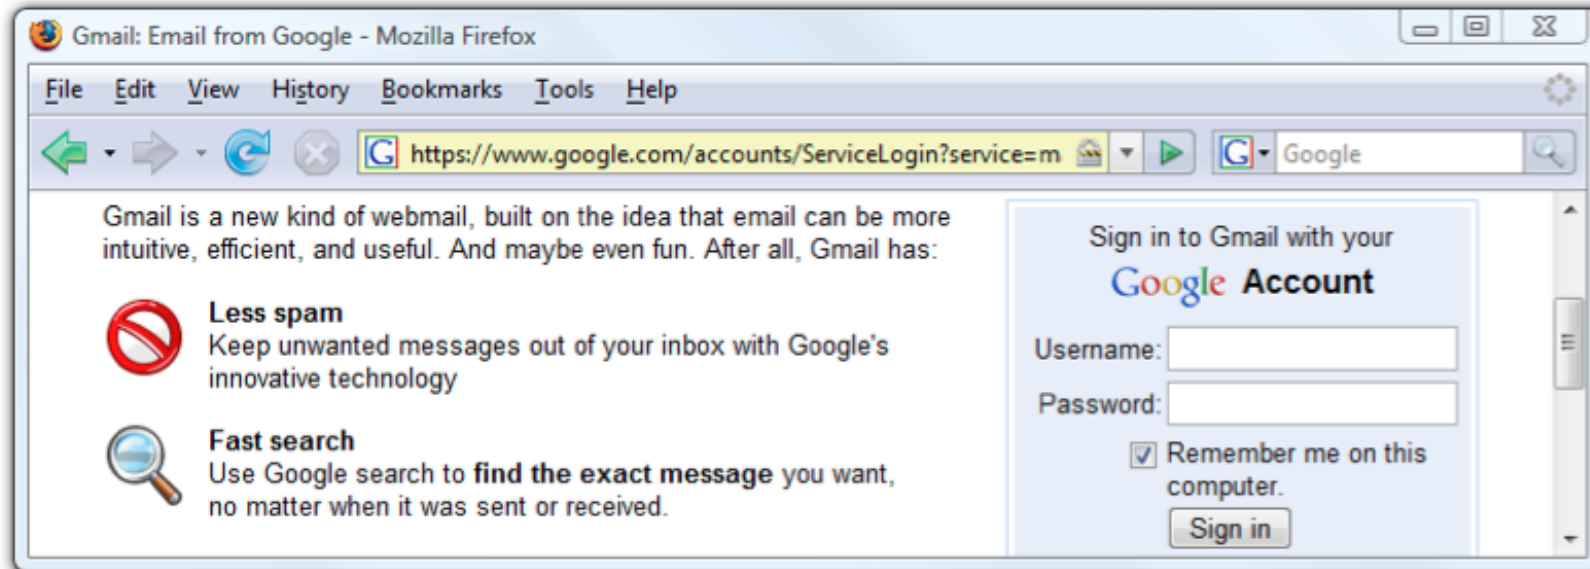 Gmail: Email from Google - Mozilla Firefox
File Edit View History Bookmarks Tools Help
https://www.google.com/accounts/ServiceLogin?service=m
Google
Gmail is a new kind of webmail, built on the idea that email can be more
intuitive, efficient, and useful. And maybe even fun. After all, Gmail has:
Less spam
Keep unwanted messages out of your inbox with Google's
innovative technology
Fast search
Use Google search to find the exact message you want,
no matter when it was sent or received.
Sign in to Gmail with your
Google Account
Username:
Password:
Remember me on this
computer.
Sign in